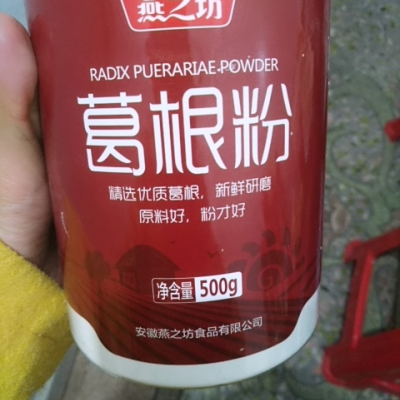 燕之坊
RADIX PUERARIAE POWDER
葛根粉
精选优质葛根，新鲜研磨
原料好，粉才好
净含量 500g
安徽燕之坊食品有限公司